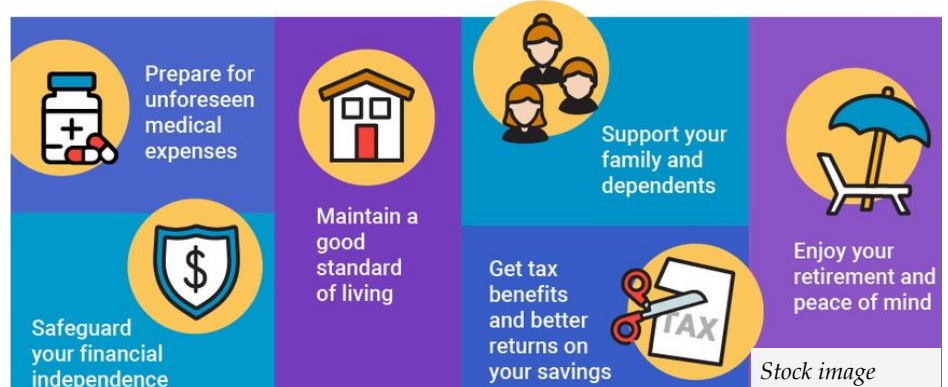 Prepare for
unforeseen
medical
expenses
$
Safeguard
your financial
independence
Maintain a
good
standard
of living
Support your
family and
dependents
Get tax
benefits
and better
returns on
your savings
TAX
Enjoy your
retirement and
peace of mind
Stock image